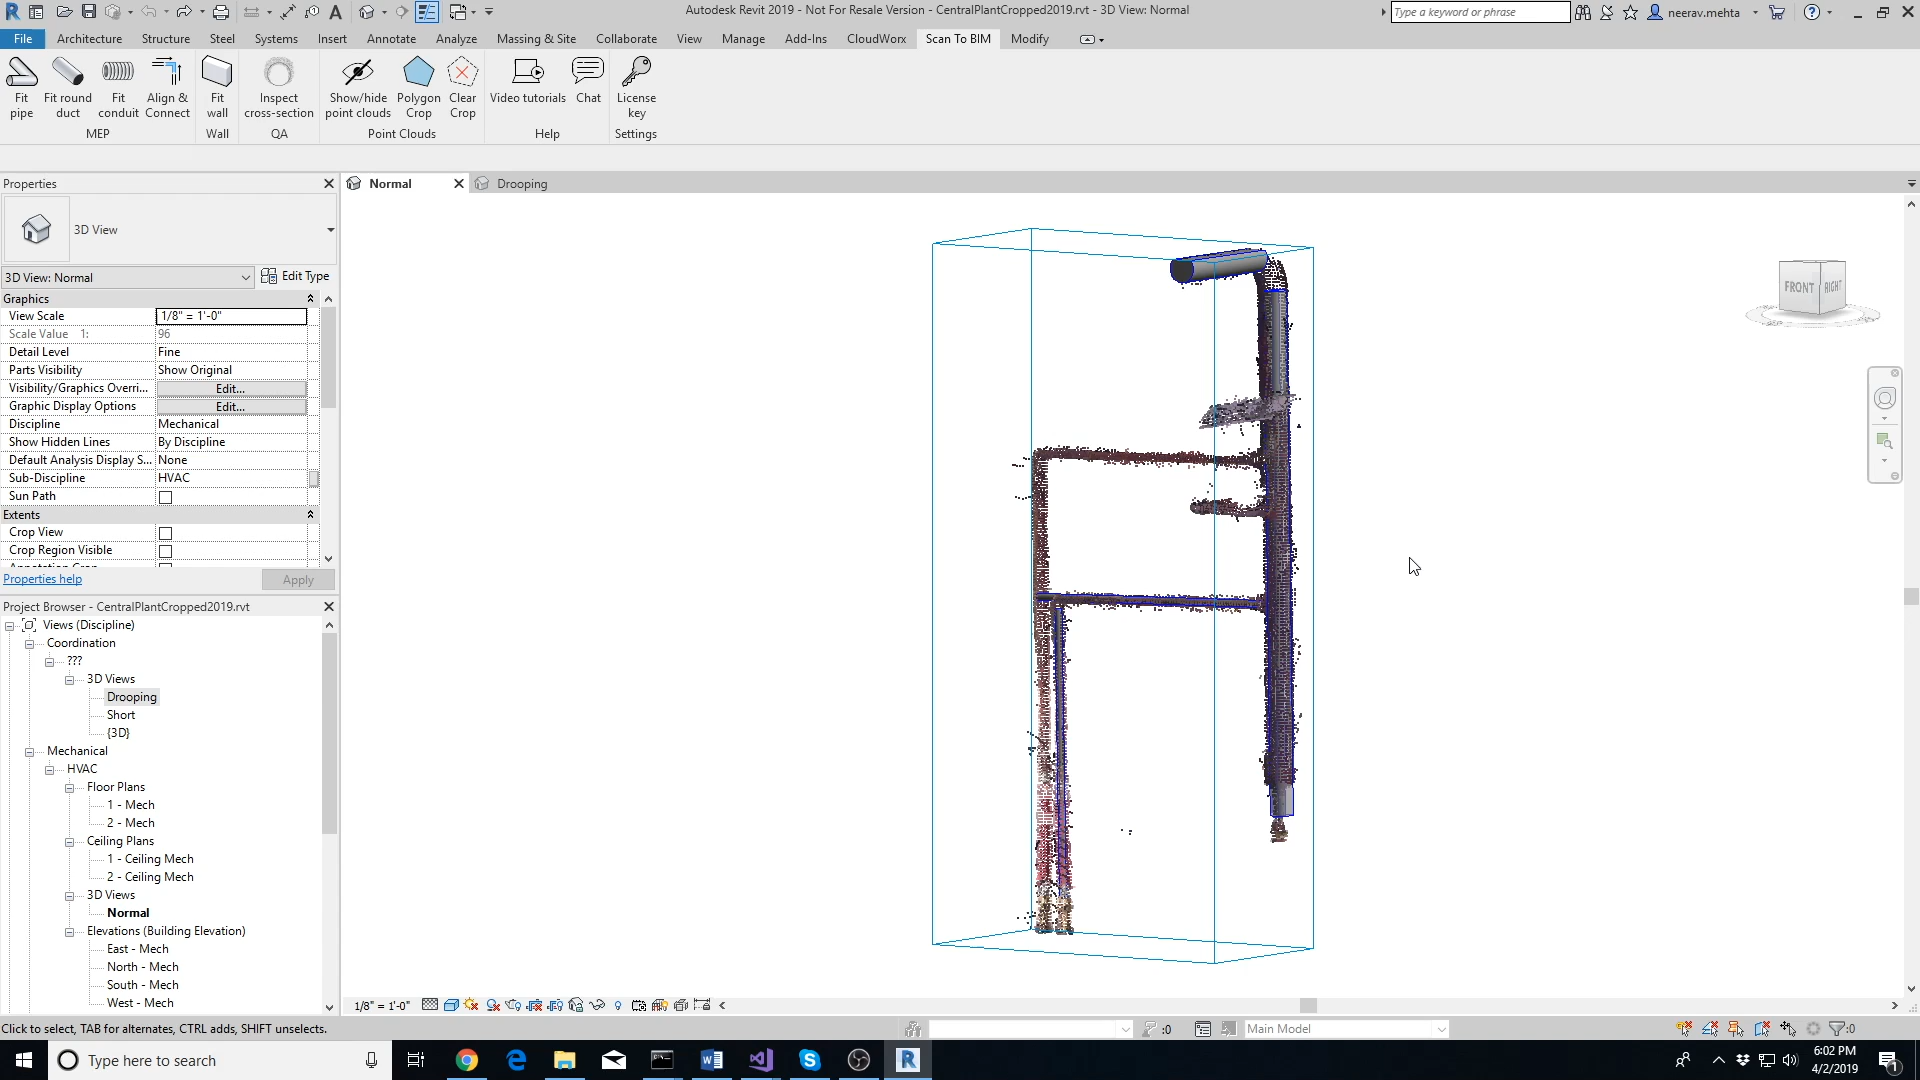 Autodesk Revit 2019 - Not For Resale Version - CentralPlantCropped2019.rvt - 3D View: Normal
Type a keyword or phrase
neerav.mehta
File Architecture Structure Steel Systems Insert Annotate Analyze Massing & Site Collaborate View Manage Add-Ins CloudWorx Scan To BIM Modify
Fit pipe
Fit round duct
Fit conduit
Align & Connect
Fit wall
Inspect cross-section
Show/hide point clouds
Polygon Crop
Clear Crop
Video tutorials
Chat
License key
MEP Wall QA Point Clouds Help Settings
Properties
Normal
Drooping
3D View
3D View: Normal
Edit Type
Graphics
View Scale 1/8" = 1'-0"
Scale Value 1: 96
Detail Level Fine
Parts Visibility Show Original
Visibility/Graphics Overri... Edit...
Graphic Display Options Edit...
Discipline Mechanical
Show Hidden Lines By Discipline
Default Analysis Display S... None
Sub-Discipline HVAC
Sun Path
Extents
Crop View
Crop Region Visible
Properties help
Apply
FRONT RIGHT
Project Browser - CentralPlantCropped2019.rvt
Views (Discipline)
Coordination
???
3D Views
Drooping
Short
{3D}
Mechanical
HVAC
Floor Plans
1 - Mech
2 - Mech
Ceiling Plans
1 - Ceiling Mech
2 - Ceiling Mech
3D Views
Normal
Elevations (Building Elevation)
East - Mech
North - Mech
South - Mech
West - Mech
1/8" = 1'-0"
Click to select, TAB for alternates, CTRL adds, SHIFT unselects.
:0
Main Model
:0
Type here to search
6:02 PM
4/2/2019
1